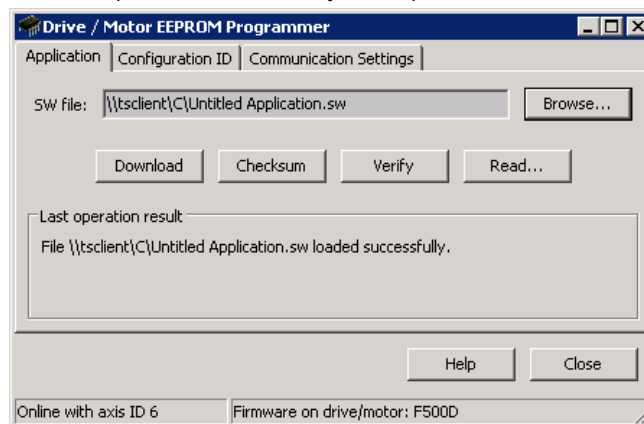 Drive / Motor EEPROM Programmer
Application Configuration ID Communication Settings
SW file: \\tsclient\C\Untitled Application.sw Browse...
Download Checksum Verify Read...
Last operation result
File \\tsclient\C\Untitled Application.sw loaded successfully.
Help Close
Online with axis ID 6 Firmware on drive/motor: F500D